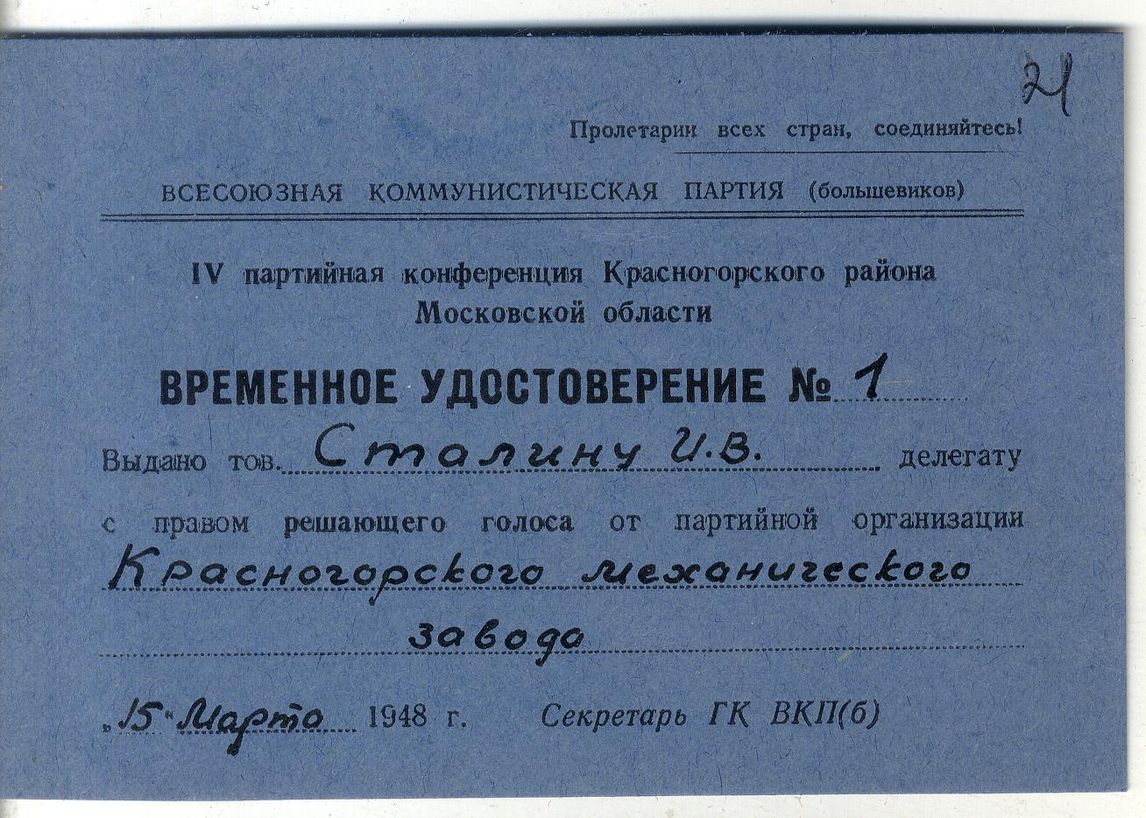 21
Пролетарии всех стран, соединяйтесь!
ВСЕСОЮЗНАЯ КОММУНИСТИЧЕСКАЯ ПАРТИЯ (большевиков)
IV партийная конференция Красногорского района
Московской области
ВРЕМЕННОЕ УДОСТОВЕРЕНИЕ № 1
Выдано тов. Сталину И.В. делегату
с правом решающего голоса от партийной организации
Красногорского механического
завода
„15" Марта 1948 г. Секретарь ГК ВКП(б)